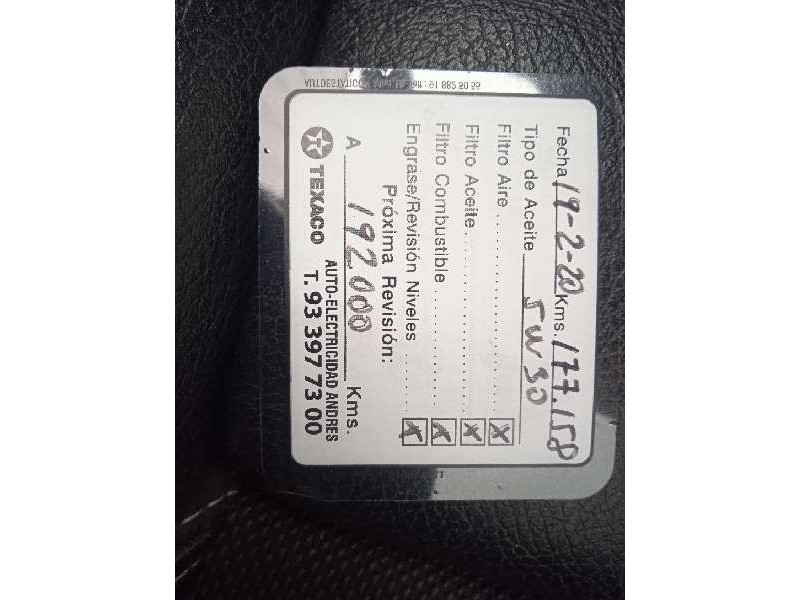 Fecha 19-2-20 Kms. 177.158
Tipo de Aceite 5W30
Filtro Aire
Filtro Aceite
Filtro Combustible
Engrase/Revisión Niveles
Próxima Revisión:
A 192000 Kms.
TEXACO
AUTO-ELECTRICIDAD ANDRES
T. 93 397 73 00